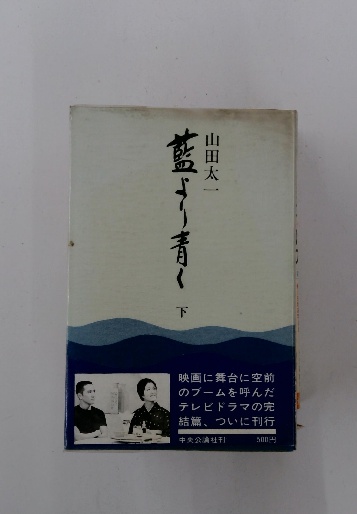 山田太一
藍より青く
下
映画に舞台に空前
のブームを呼んだ
テレビドラマの完
結篇、ついに刊行
中央公論社刊 500円